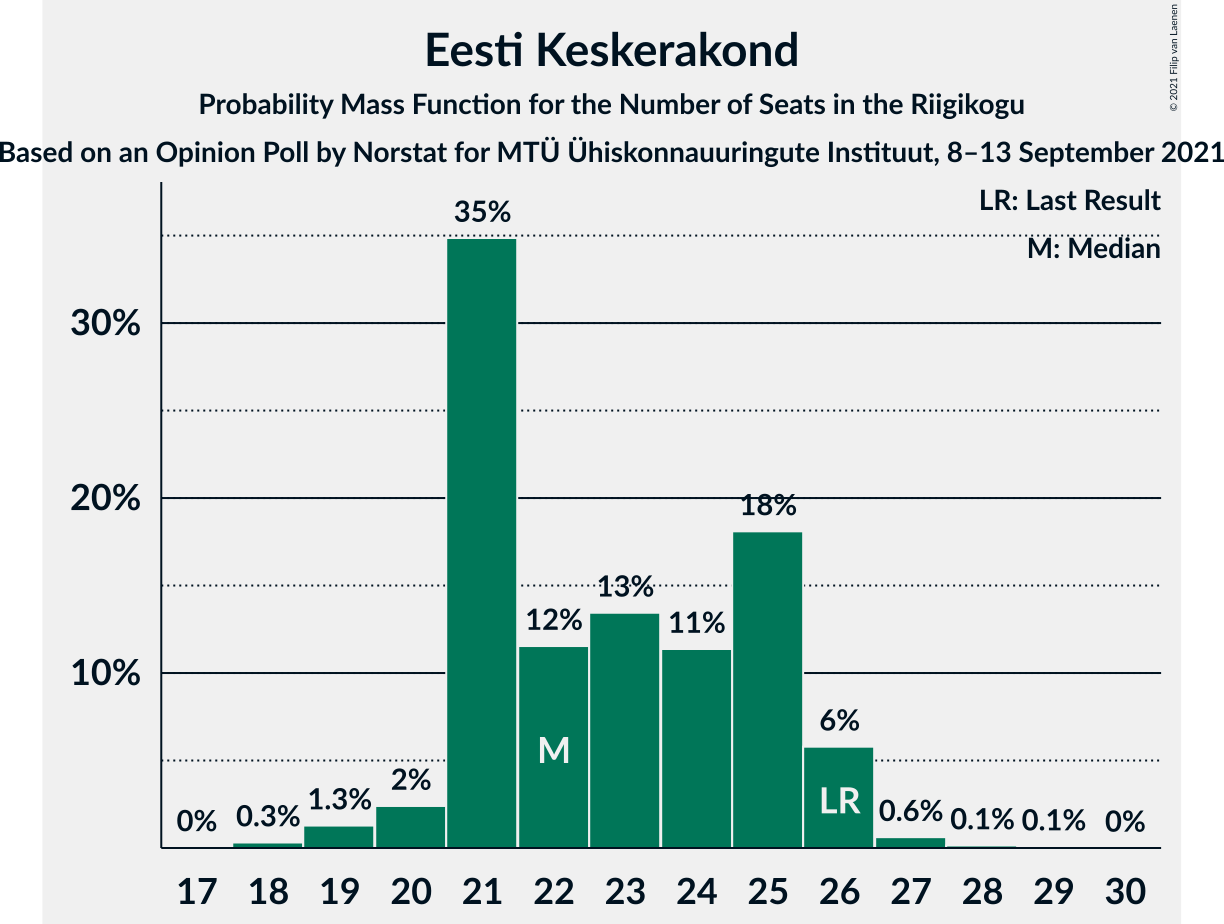 Eesti Keskerakond
Probability Mass Function for the Number of Seats in the Riigikogu
Based on an Opinion Poll by Norstat for MTÜ Ühiskonnauuringute Instituut, 8–13 September 2021
© 2021 Filip van Laenen
LR: Last Result
M: Median
35%
30%
20%
18%
13%
12%
11%
10%
M
6%
LR
2%
1.3%
0.3%
0%
0.6%
0.1%
0.1%
0%
17 18 19 20 21 22 23 24 25 26 27 28 29 30